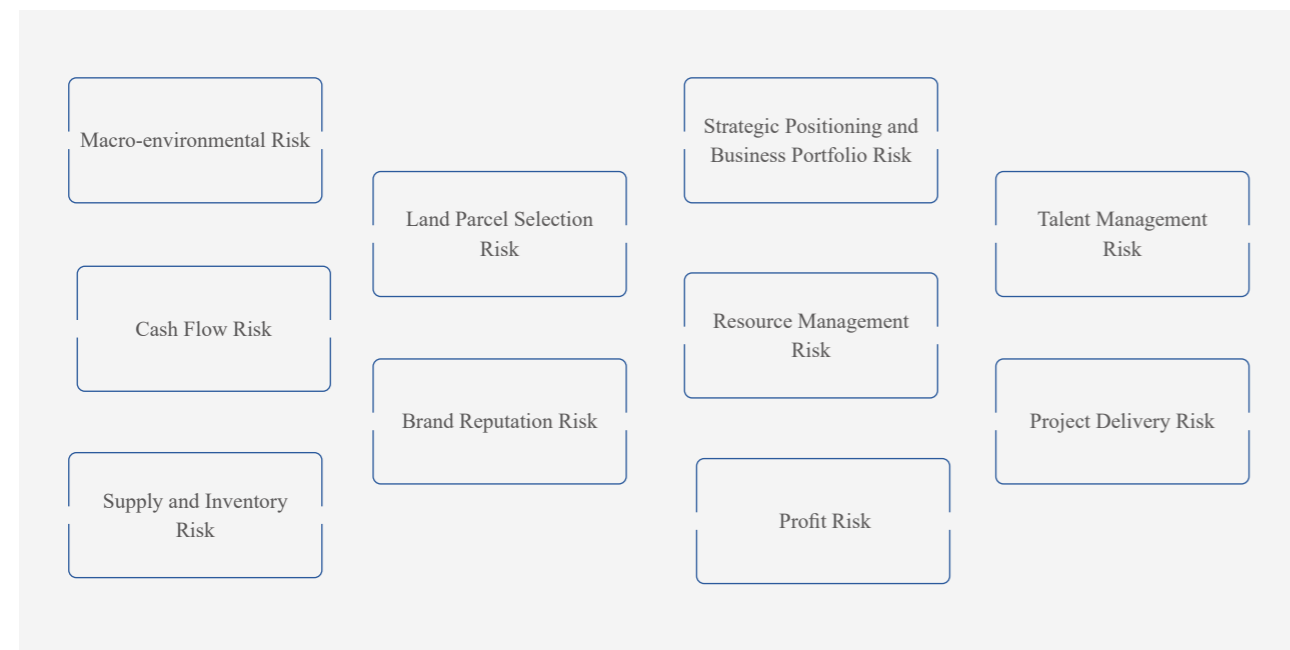 Macro-environmental Risk
Cash Flow Risk
Supply and Inventory
Risk
Land Parcel Selection
Risk
Brand Reputation Risk
Strategic Positioning and
Business Portfolio Risk
Resource Management
Risk
Profit Risk
Talent Management
Risk
Project Delivery Risk